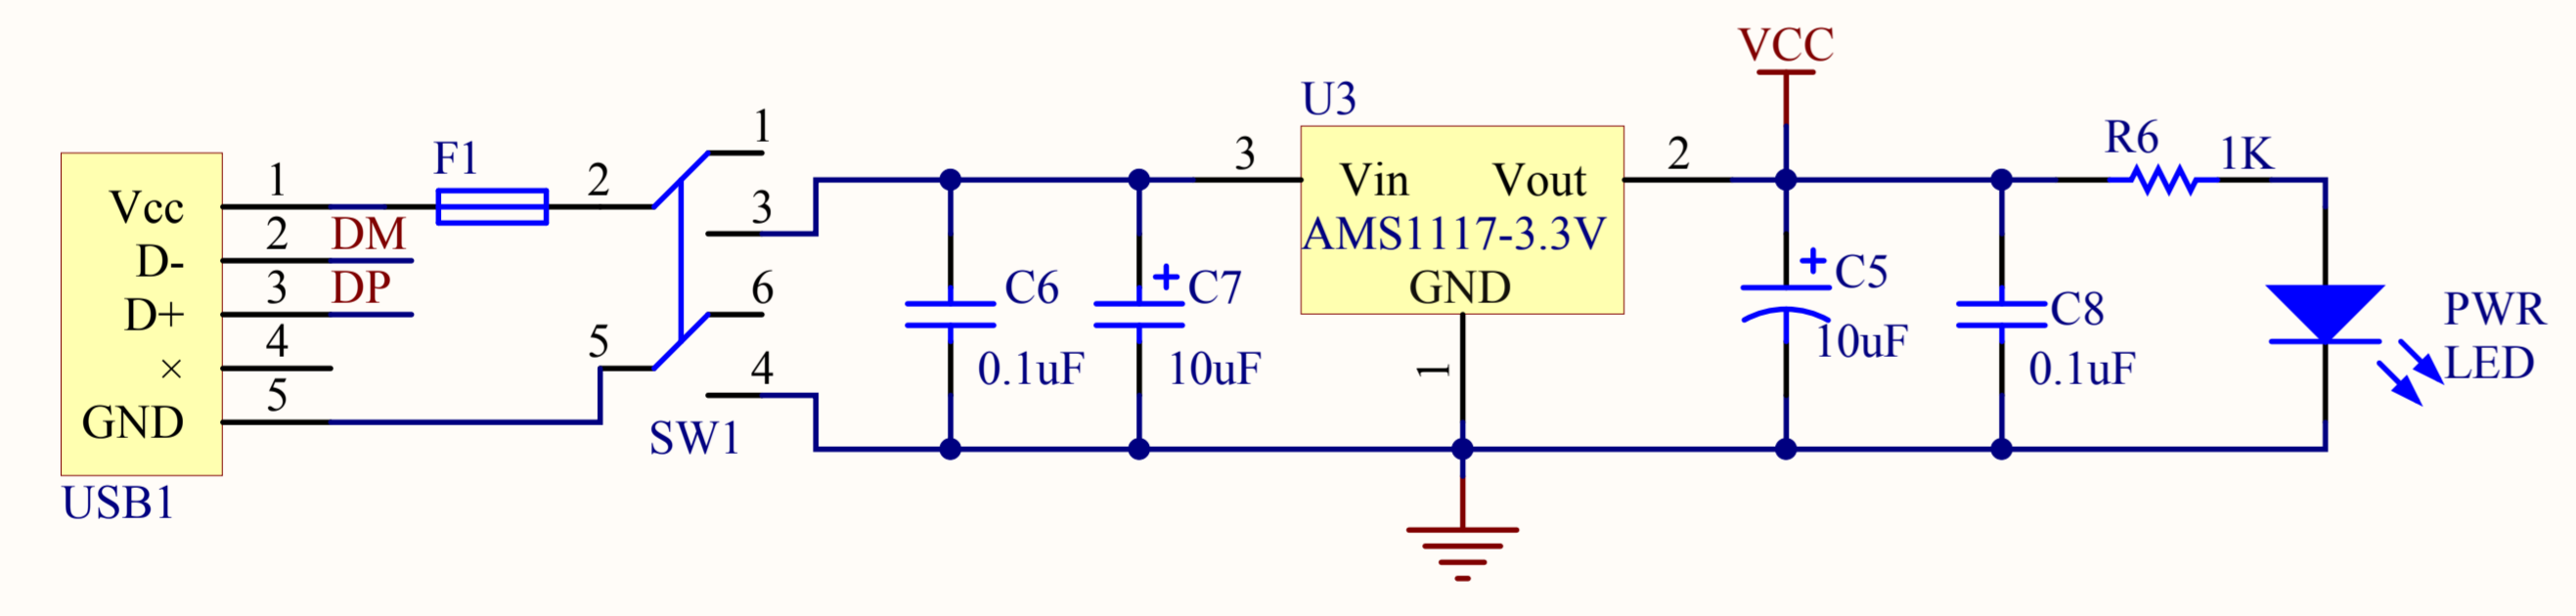 USB1
Vcc
D-
D+
×
GND
1
2
3
4
5
DM
DP
F1
2
5
1
3
6
4
SW1
C6
0.1uF
+ C7
10uF
3
U3
Vin Vout
AMS1117-3.3V
GND
1
2
VCC
+ C5
10uF
C8
0.1uF
R6 1K
PWR
LED